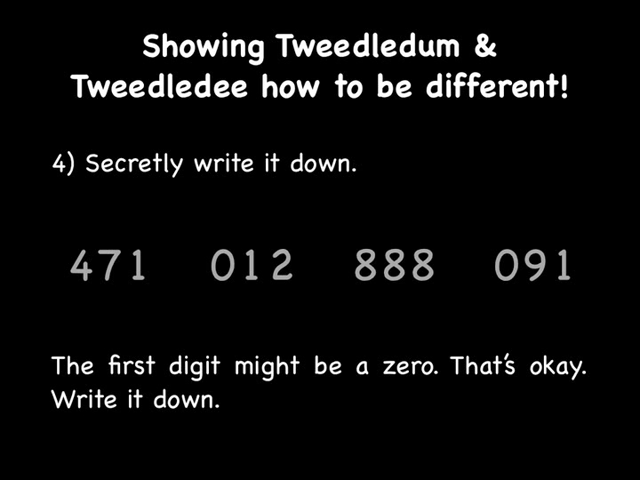 Showing Tweedledum &
Tweedledee how to be different!
4) Secretly write it down.
471 012 888 091
The first digit might be a zero. That's okay.
Write it down.